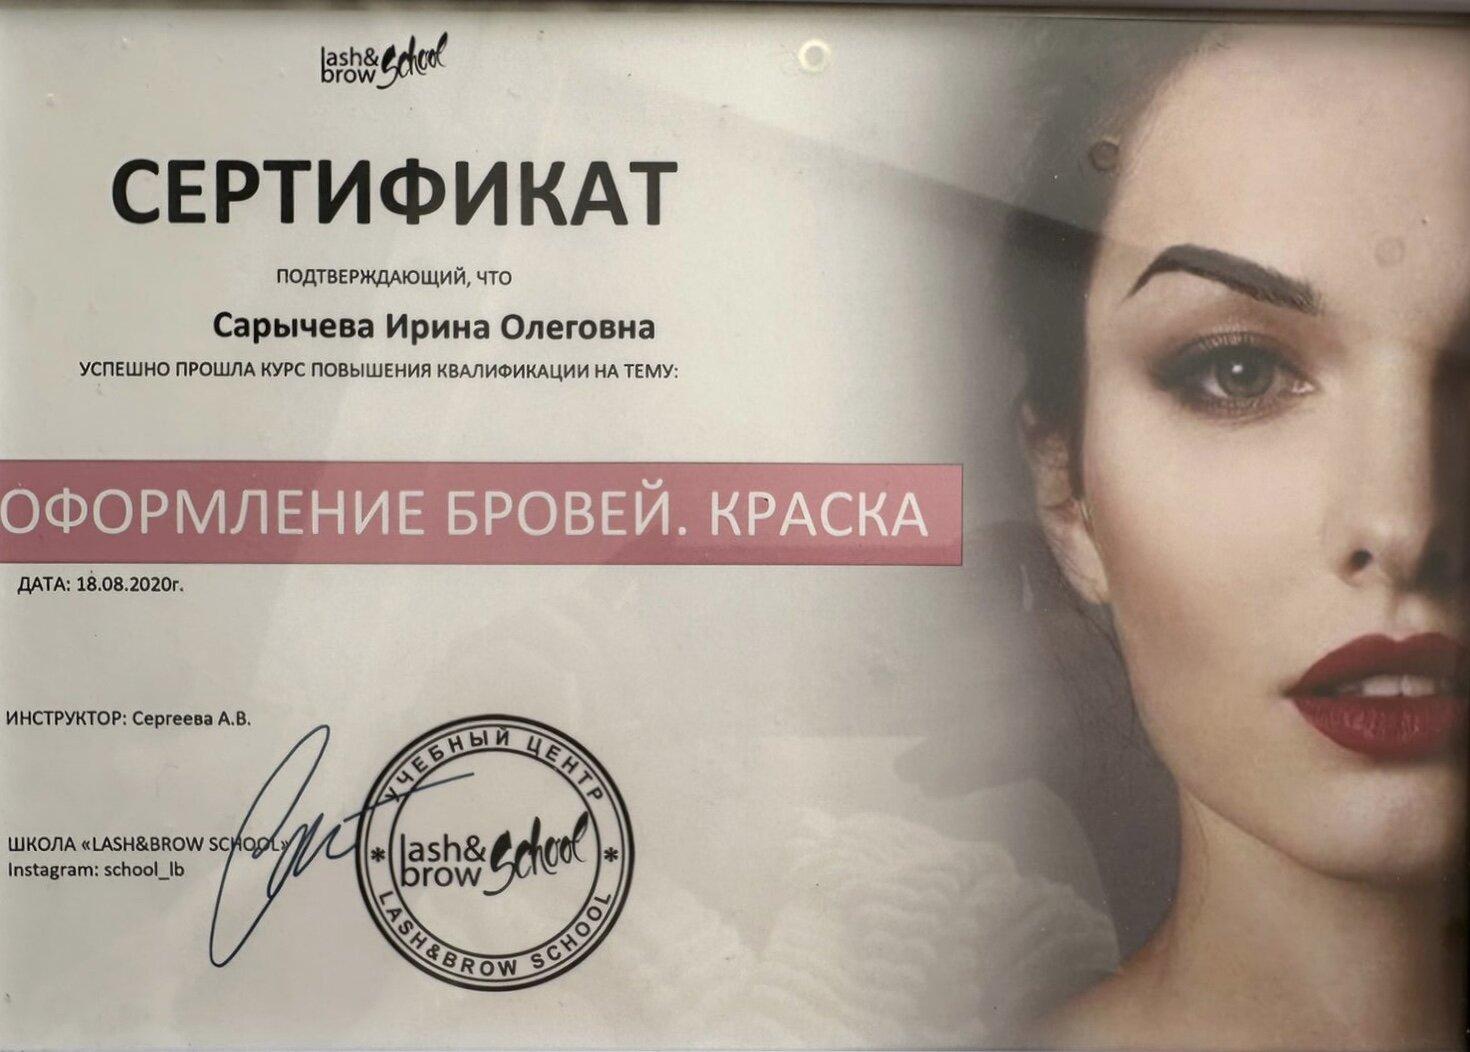 lash&
brow School
СЕРТИФИКАТ
ПОДТВЕРЖДАЮЩИЙ, ЧТО
Сарычева Ирина Олеговна
УСПЕШНО ПРОШЛА КУРС ПОВЫШЕНИЯ КВАЛИФИКАЦИИ НА ТЕМУ:
ОФОРМЛЕНИЕ БРОВЕЙ. КРАСКА
ДАТА: 18.08.2020г.
ИНСТРУКТОР: Сергеева А.В.
ШКОЛА «LASH&BROW SCHOOL»
Instagram: school_lb
УЧЕБНЫЙ ЦЕНТР
lash&
brow School
* LASH&BROW SCHOOL *